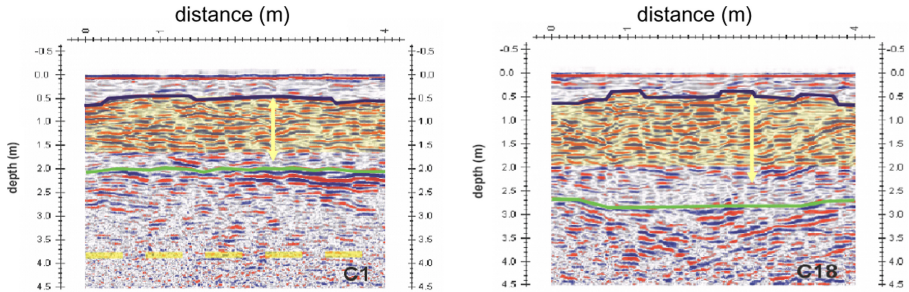 distance (m)
distance (m)
0 1 4
0 1 4
-0.5 -0.5 -0.5 -0.5
0.0 0.0 0.0 0.0
0.5 0.5 0.5 0.5
1.0 1.0 1.0 1.0
1.5 1.5 1.5 1.5
2.0 2.0 2.0 2.0
2.5 2.5 2.5 2.5
3.0 3.0 3.0 3.0
3.5 3.5 3.5 3.5
4.0 4.0 4.0 4.0
4.5 4.5 4.5 4.5
depth (m)
depth (m)
C1
C18